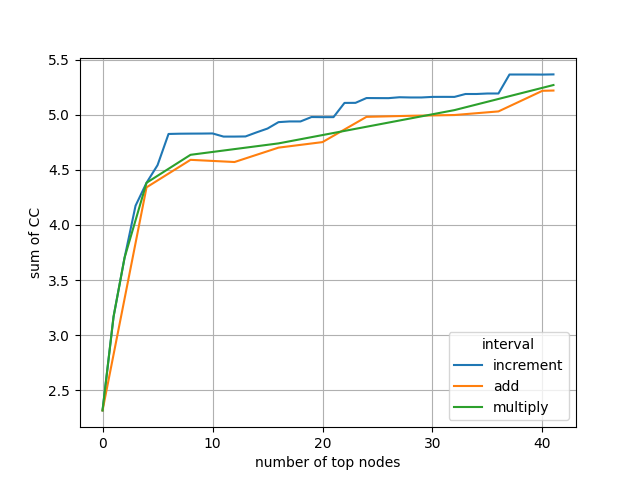 5.5
5.0
4.5
4.0
3.5
3.0
2.5
sum of CC
interval
increment
add
multiply
0 10 20 30 40
number of top nodes